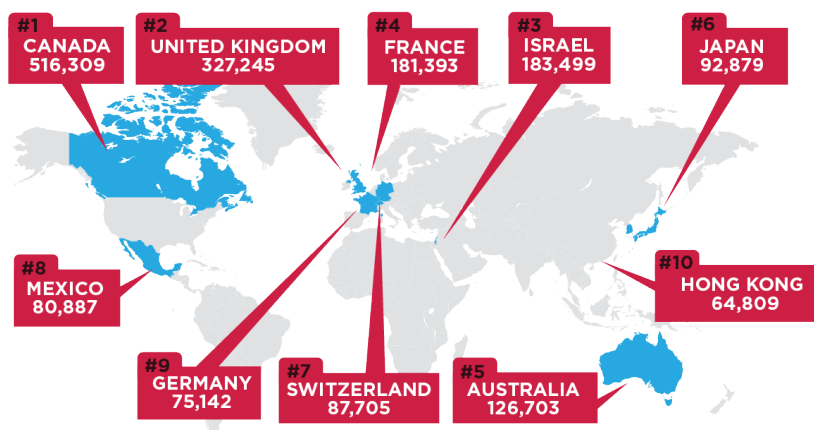 #1
CANADA
516,309
#2
UNITED KINGDOM
327,245
#4
FRANCE
181,393
#3
ISRAEL
183,499
#6
JAPAN
92,879
#8
MEXICO
80,887
#10
HONG KONG
64,809
#9
GERMANY
75,142
#7
SWITZERLAND
87,705
#5
AUSTRALIA
126,703